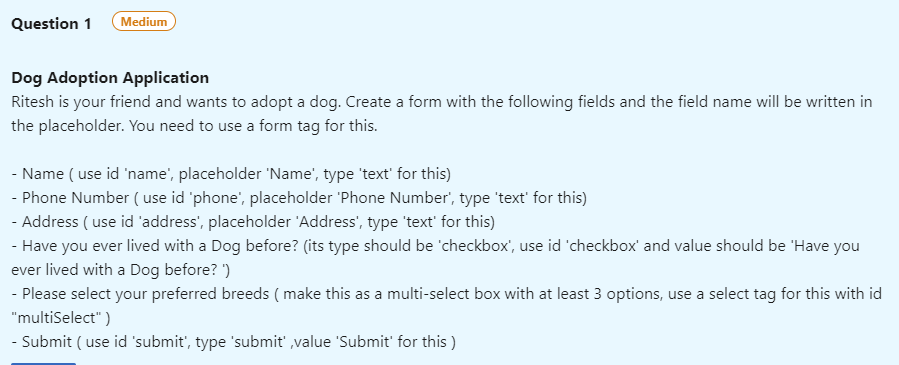 Question 1 Medium
Dog Adoption Application
Ritesh is your friend and wants to adopt a dog. Create a form with the following fields and the field name will be written in
the placeholder. You need to use a form tag for this.
- Name ( use id 'name', placeholder 'Name', type 'text' for this)
- Phone Number ( use id 'phone', placeholder 'Phone Number', type 'text' for this)
- Address ( use id 'address', placeholder 'Address', type 'text' for this)
- Have you ever lived with a Dog before? (its type should be 'checkbox', use id 'checkbox' and value should be 'Have you
ever lived with a Dog before? ')
- Please select your preferred breeds ( make this as a multi-select box with at least 3 options, use a select tag for this with id
"multiSelect" )
- Submit ( use id 'submit', type 'submit' ,value 'Submit' for this )